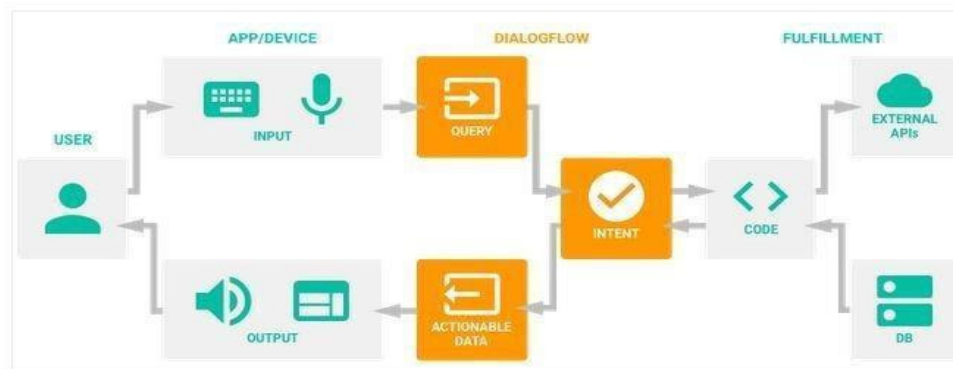 APP/DEVICE
DIALOGFLOW
FULFILLMENT
USER
INPUT
QUERY
EXTERNAL
APIs
INTENT
CODE
OUTPUT
ACTIONABLE
DATA
DB